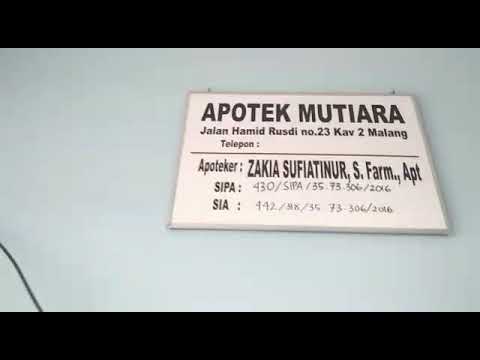 APOTEK MUTIARA
Jalan Hamid Rusdi no.23 Kav 2 Malang
Telepon :
Apoteker : ZAKIA SUFIATINUR, S. Farm., Apt
SIPA : 430/SIPA/35.73.306/2016
SIA : 442/ /35 73.306/2016